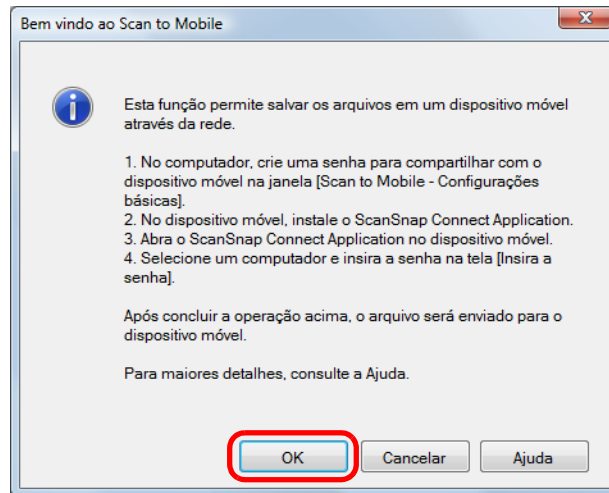 Bem vindo ao Scan to Mobile
Esta função permite salvar os arquivos em um dispositivo móvel
através da rede.
1. No computador, crie uma senha para compartilhar com o
dispositivo móvel na janela [Scan to Mobile - Configurações
básicas].
2. No dispositivo móvel, instale o ScanSnap Connect Application.
3. Abra o ScanSnap Connect Application no dispositivo móvel.
4. Selecione um computador e insira a senha na tela [Insira a
senha].
Após concluir a operação acima, o arquivo será enviado para o
dispositivo móvel.
Para maiores detalhes, consulte a Ajuda.
OK Cancelar Ajuda